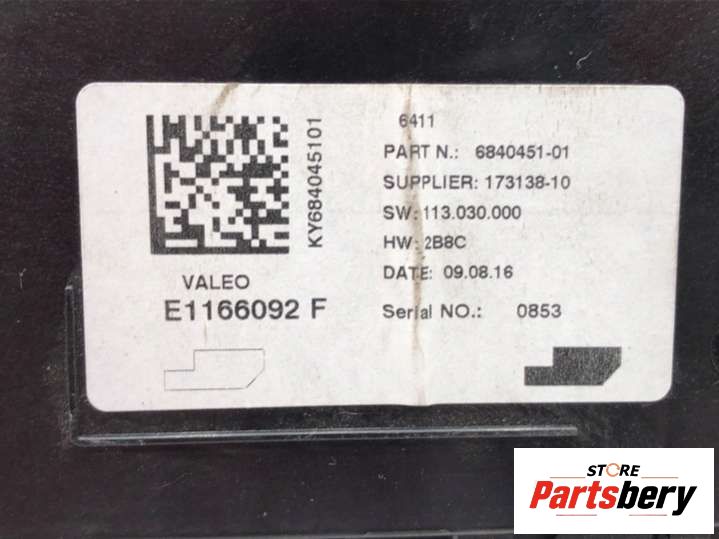 6411
PART N.: 6840451-01
SUPPLIER: 173138-10
SW: 113.030.000
HW: 2B8C
DATE: 09.08.16
Serial NO.: 0853
KY684045101
VALEO
E1166092 F
STORE
Partsbery